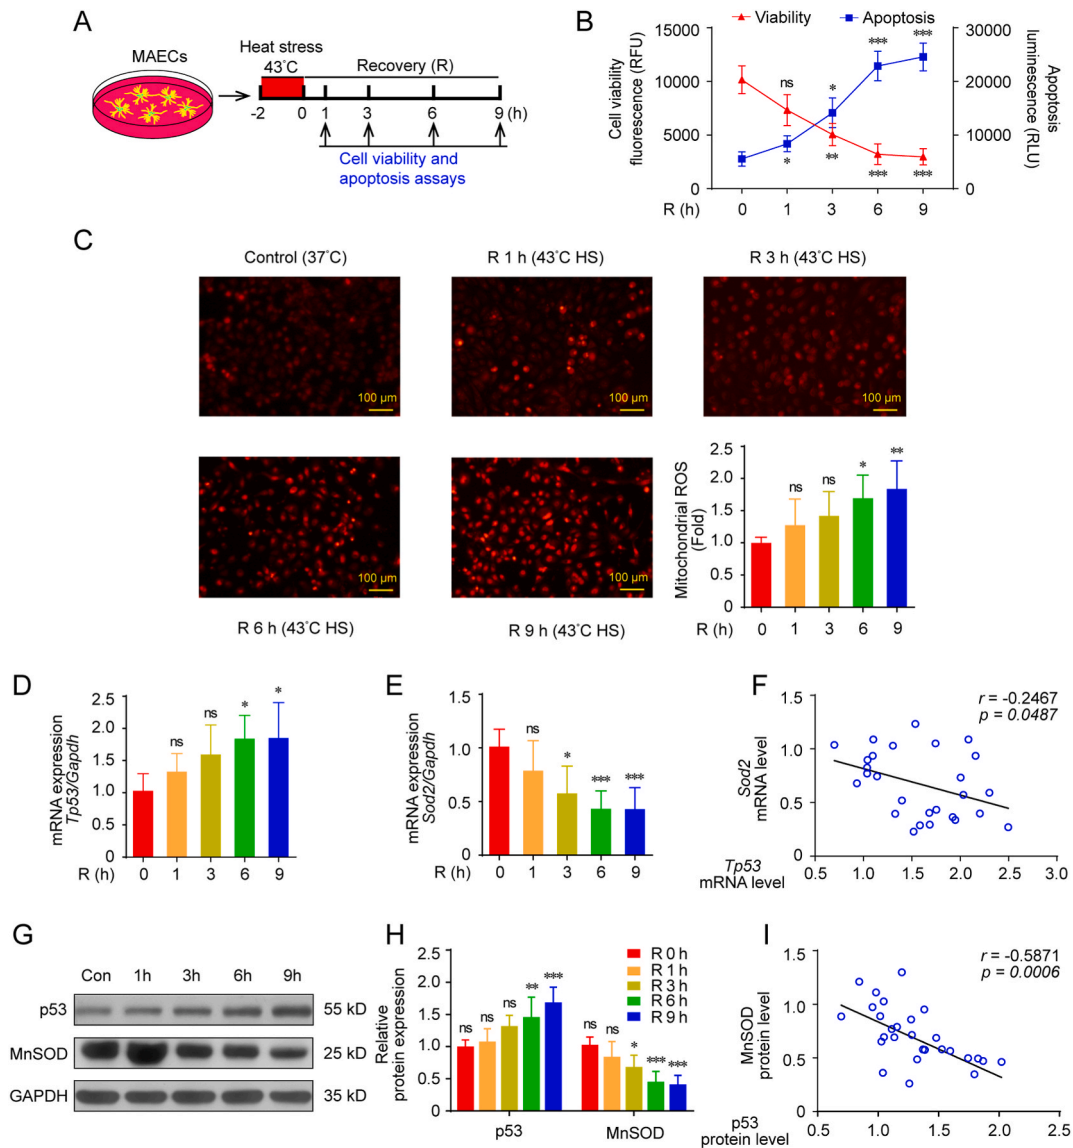 A
MAECs
Heat stress
43°C
Recovery (R)
-2 0 1 3 6 9 (h)
Cell viability and
apoptosis assays
B
Viability Apoptosis
Cell viability
fluorescence (RFU)
15000
10000
5000
0
ns
*
***
***
*
**
***
***
30000
20000
10000
0
Apoptosis
luminescence (RLU)
R (h) 0 1 3 6 9
C
Control (37°C)
R 1 h (43°C HS)
R 3 h (43°C HS)
100 µm
100 µm
100 µm
100 µm
100 µm
R 6 h (43°C HS)
R 9 h (43°C HS)
Mitochondrial ROS
(Fold)
2.5
2.0
1.5
1.0
0.5
0
ns ns * **
R (h) 0 1 3 6 9
D
mRNA expression
Tp53/Gapdh
2.5
2.0
1.5
1.0
0.5
0
ns ns * *
R (h) 0 1 3 6 9
E
mRNA expression
Sod2/Gapdh
1.5
1.0
0.5
0
ns * *** ***
R (h) 0 1 3 6 9
F
Sod2
mRNA level
1.5
1.0
0.5
0
r = -0.2467
p = 0.0487
0.5 1.0 1.5 2.0 2.5 3.0
Tp53
mRNA level
G
Con 1h 3h 6h 9h
p53 55 kD
MnSOD 25 kD
GAPDH 35 kD
H
Relative
protein expression
2.5
2.0
1.5
1.0
0.5
0
R 0 h
R 1 h
R 3 h
R 6 h
R 9 h
ns ns ns ** ***
ns ns * *** ***
p53 MnSOD
I
MnSOD
protein level
1.5
1.0
0.5
0
r = -0.5871
p = 0.0006
0.5 1.0 1.5 2.0 2.5
p53
protein level